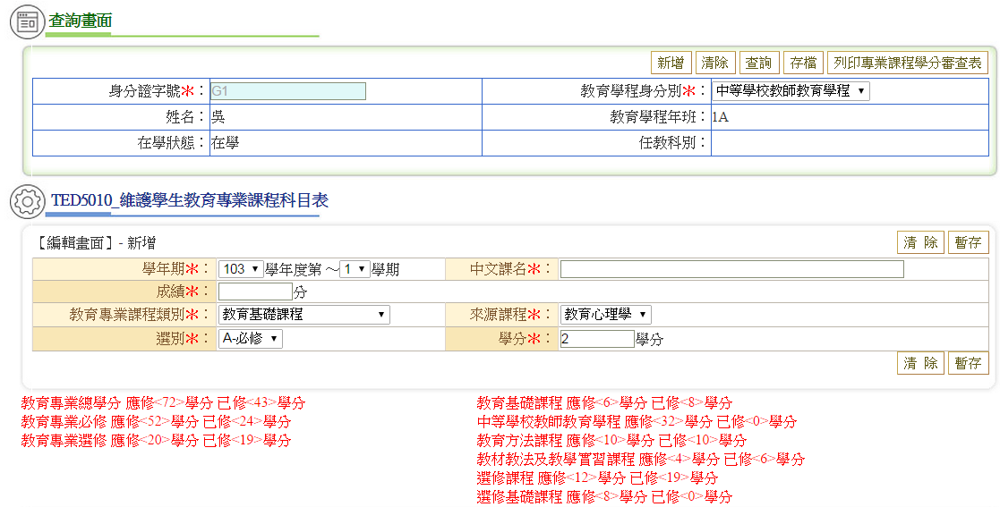 查詢畫面
新增 清除 查詢 存檔 列印專業課程學分審查表
身分證字號＊： G1 教育學程身分別＊： 中等學校教師教育學程
姓名： 吳 教育學程年班： 1A
在學狀態： 在學 任教科別：
TED5010_維護學生教育專業課程科目表
【編輯畫面】- 新增 清 除 暫存
學年期＊： 103 學年度第 ～ 1 學期 中文課名＊：
成績＊： 分
教育專業課程類別＊： 教育基礎課程 來源課程＊： 教育心理學
選別＊： A-必修 學分＊： 2 學分
清 除 暫存
教育專業總學分 應修<72>學分 已修<43>學分 教育基礎課程 應修<6>學分 已修<8>學分
教育專業必修 應修<52>學分 已修<24>學分 中等學校教師教育學程 應修<32>學分 已修<0>學分
教育專業選修 應修<20>學分 已修<19>學分 教育方法課程 應修<10>學分 已修<10>學分
教材教法及教學實習課程 應修<4>學分 已修<6>學分
選修課程 應修<12>學分 已修<19>學分
選修基礎課程 應修<8>學分 已修<0>學分